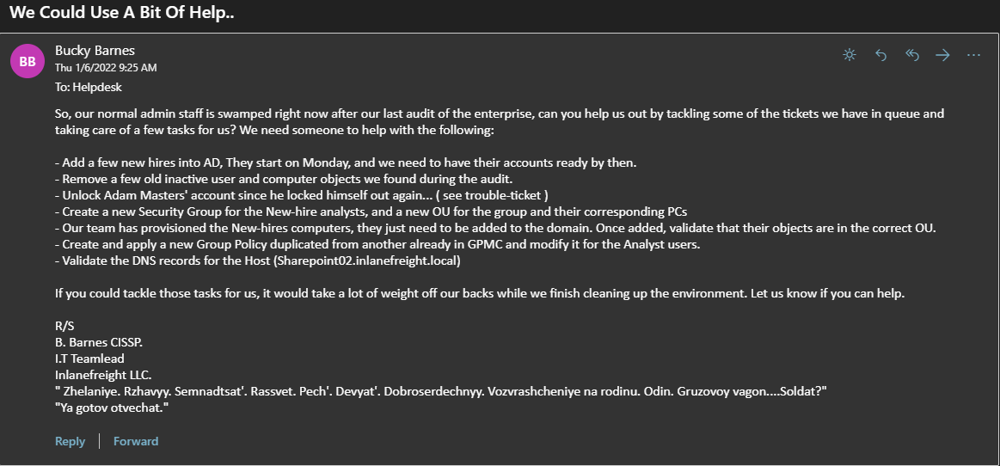 We Could Use A Bit Of Help..
BB
Bucky Barnes
Thu 1/6/2022 9:25 AM
To: Helpdesk
So, our normal admin staff is swamped right now after our last audit of the enterprise, can you help us out by tackling some of the tickets we have in queue and
taking care of a few tasks for us? We need someone to help with the following:
- Add a few new hires into AD, They start on Monday, and we need to have their accounts ready by then.
- Remove a few old inactive user and computer objects we found during the audit.
- Unlock Adam Masters' account since he locked himself out again... ( see trouble-ticket )
- Create a new Security Group for the New-hire analysts, and a new OU for the group and their corresponding PCs
- Our team has provisioned the New-hires computers, they just need to be added to the domain. Once added, validate that their objects are in the correct OU.
- Create and apply a new Group Policy duplicated from another already in GPMC and modify it for the Analyst users.
- Validate the DNS records for the Host (Sharepoint02.inlanefreight.local)
If you could tackle those tasks for us, it would take a lot of weight off our backs while we finish cleaning up the environment. Let us know if you can help.
R/S
B. Barnes CISSP.
I.T Teamlead
Inlanefreight LLC.
" Zhelaniye. Rzhavyy. Semnadtsat'. Rassvet. Pech'. Devyat'. Dobroserdechnyy. Vozvrashcheniye na rodinu. Odin. Gruzovoy vagon....Soldat?"
"Ya gotov otvechat."
Reply
Forward